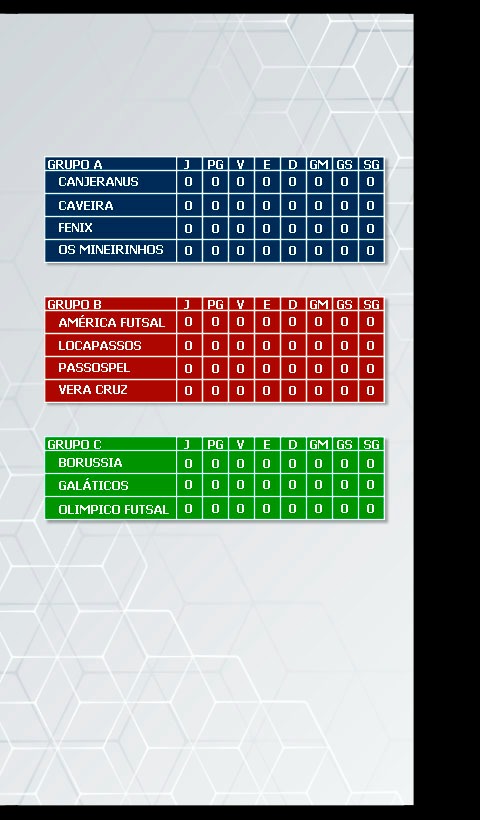 GRUPO A J PG V E D GM GS SG
CANJERANUS 0 0 0 0 0 0 0 0
CAVEIRA 0 0 0 0 0 0 0 0
FENIX 0 0 0 0 0 0 0 0
OS MINEIRINHOS 0 0 0 0 0 0 0 0
GRUPO B J PG V E D GM GS SG
AMÉRICA FUTSAL 0 0 0 0 0 0 0 0
LOCAPASSOS 0 0 0 0 0 0 0 0
PASSOSPEL 0 0 0 0 0 0 0 0
VERA CRUZ 0 0 0 0 0 0 0 0
GRUPO C J PG V E D GM GS SG
BORUSSIA 0 0 0 0 0 0 0 0
GALÁTICOS 0 0 0 0 0 0 0 0
OLIMPICO FUTSAL 0 0 0 0 0 0 0 0